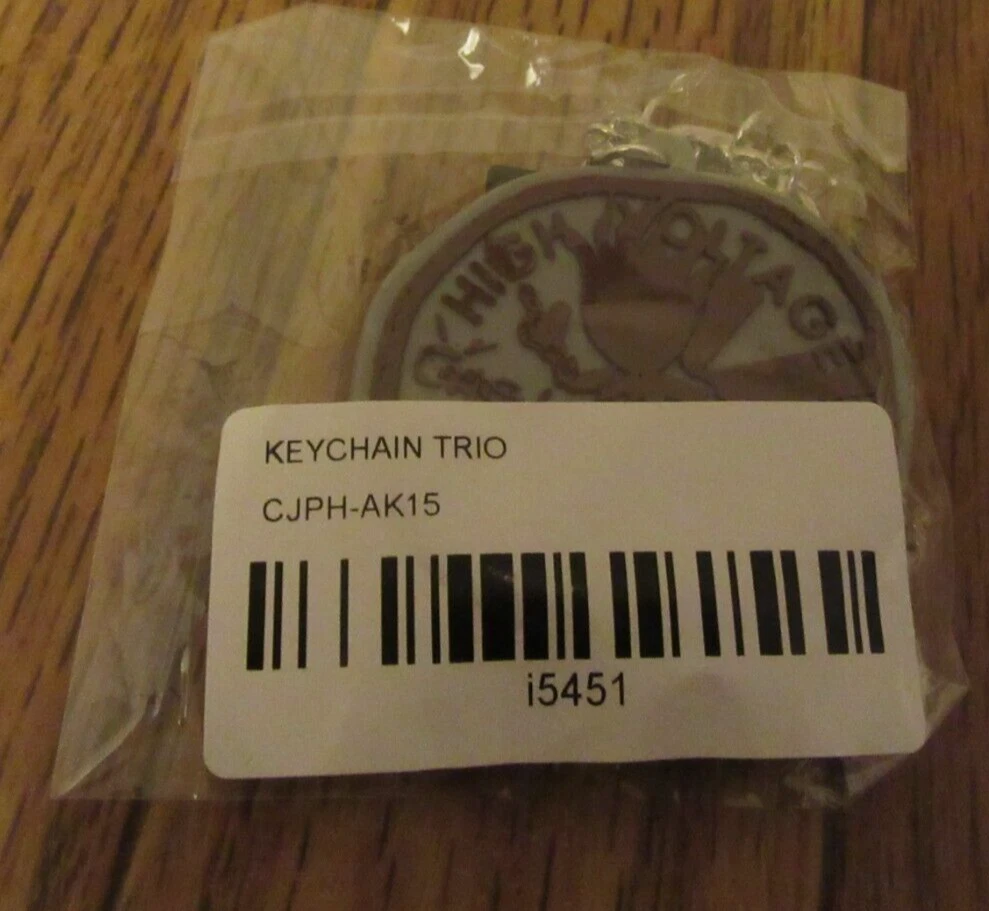 HIGH VOLTAGE
KEYCHAIN TRIO
CJPH-AK15
i5451